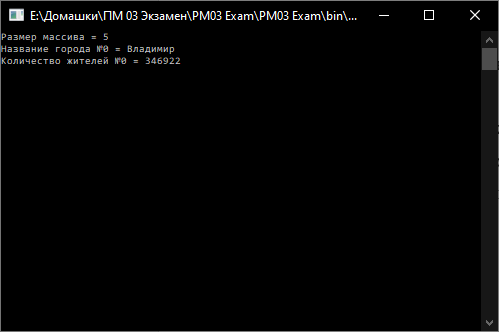 E:\Домашки\ПМ 03 Экзамен\PM03 Exam\PM03 Exam\bin\...
Размер массива = 5
Название города №0 = Владимир
Количество жителей №0 = 346922